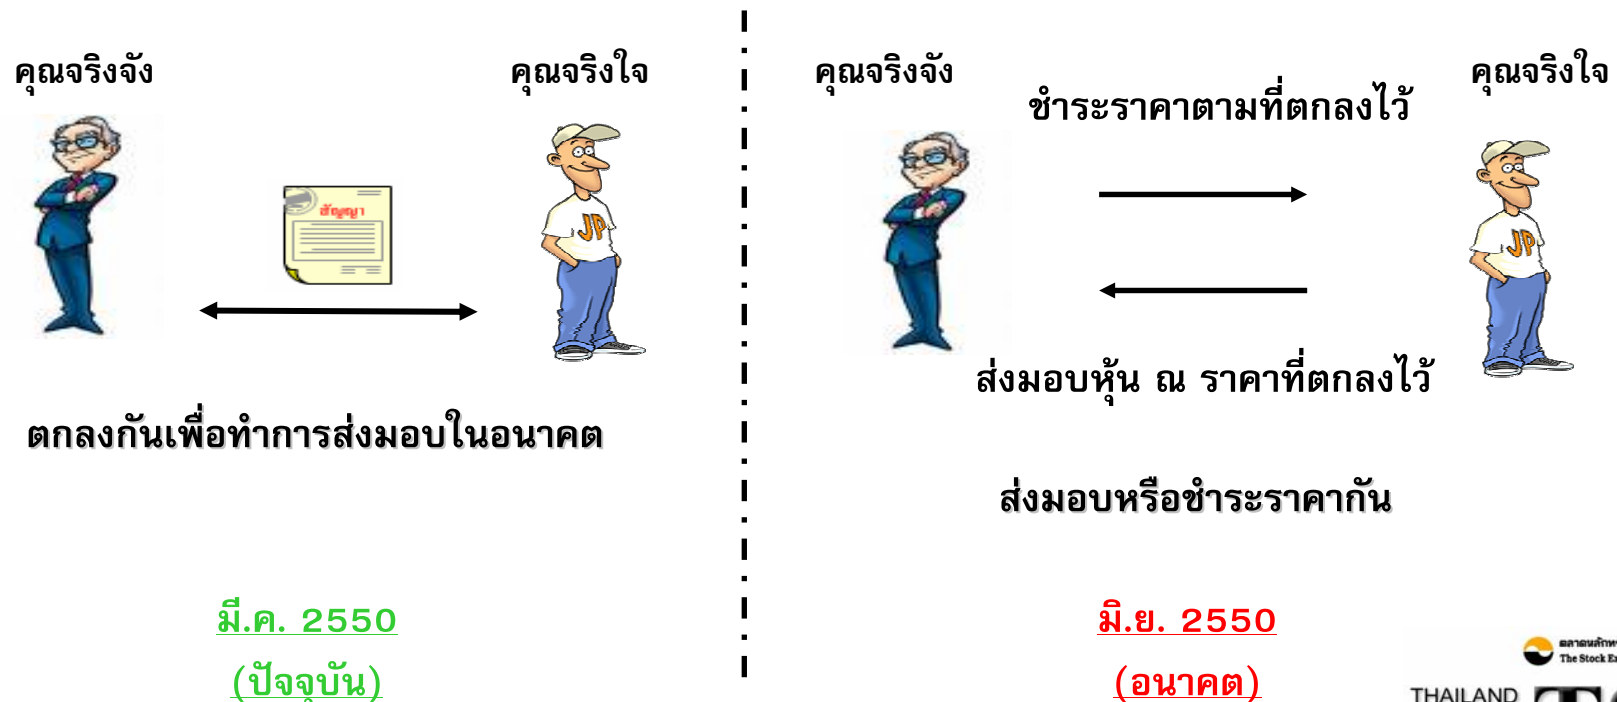 คุณจริงจัง
คุณจริงใจ
สัญญา
JP
ตกลงกันเพื่อทำการส่งมอบในอนาคต
มี.ค. 2550
(ปัจจุบัน)
คุณจริงจัง
คุณจริงใจ
ชำระราคาตามที่ตกลงไว้
JP
ส่งมอบหุ้น ณ ราคาที่ตกลงไว้
ส่งมอบหรือชำระราคากัน
มิ.ย. 2550
(อนาคต)
The Stock
THAILAND